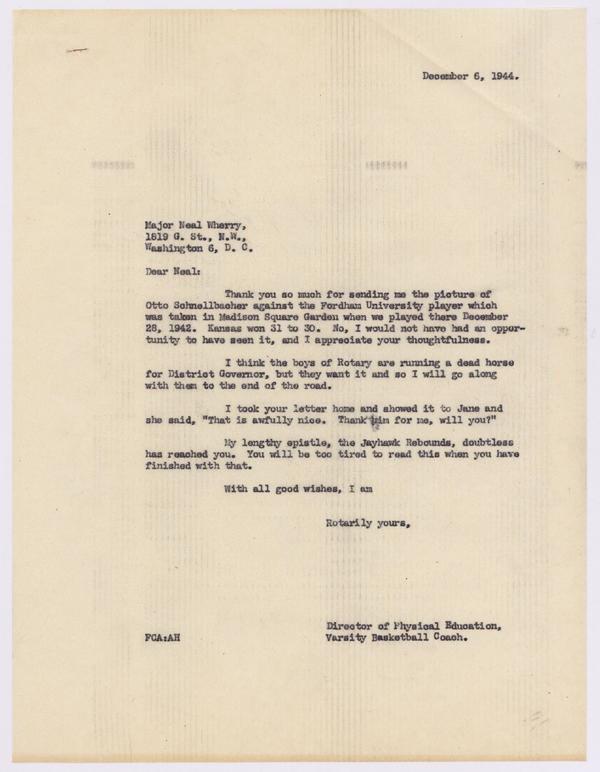 December 6, 1944.
Major Neal Wherry,
1819 G. St., N.W.,
Washington 6, D. C.
Dear Neal:
Thank you so much for sending me the picture of
Otto Schnellbacher against the Fordham University player which
was taken in Madison Square Garden when we played there December
28, 1942. Kansas won 31 to 30. No, I would not have had an oppor-
tunity to have seen it, and I appreciate your thoughtfulness.
I think the boys of Rotary are running a dead horse
for District Governor, but they want it and so I will go along
with them to the end of the road.
I took your letter home and showed it to Jane and
she said, "That is awfully nice. Thank him for me, will you?"
My lengthy epistle, the Jayhawk Rebounds, doubtless
has reached you. You will be too tired to read this when you have
finished with that.
With all good wishes, I am
Rotarily yours,
Director of Physical Education,
FCA:AH Varsity Basketball Coach.